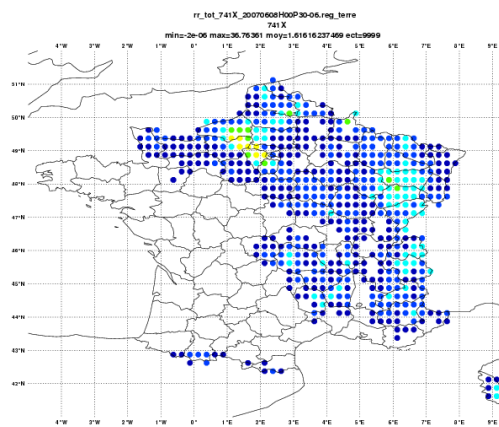 rr_tot_741X_20070608H00P30-06.reg_terre
741X
min=-2e-06 max=36.76361 moy=1.61616237469 ect=9999
4°W 3°W 2°W 1°W 0° 1°E 2°E 3°E 4°E 5°E 6°E 7°E 8°E 9°E
51°N
50°N
49°N
48°N
47°N
46°N
45°N
44°N
43°N
42°N
4°W 3°W 2°W 1°W 0° 1°E 2°E 3°E 4°E 5°E 6°E 7°E 8°E 9°E